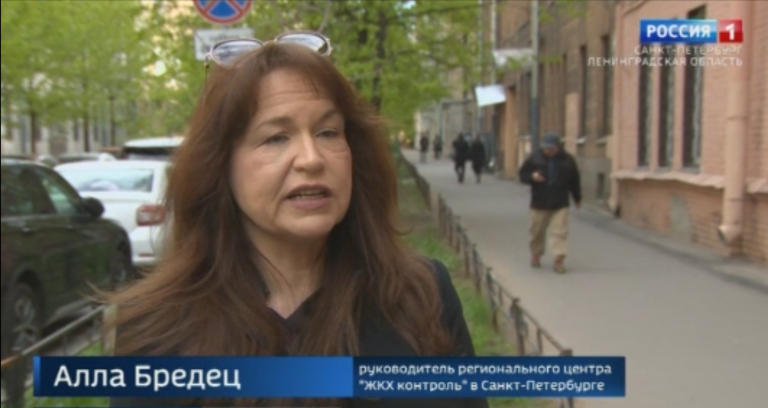 РОССИЯ 1
САНКТ-ПЕТЕРБУРГ
ЛЕНИНГРАДСКАЯ ОБЛАСТЬ
Алла Бредец
руководитель регионального центра
"ЖКХ контроль" в Санкт-Петербурге